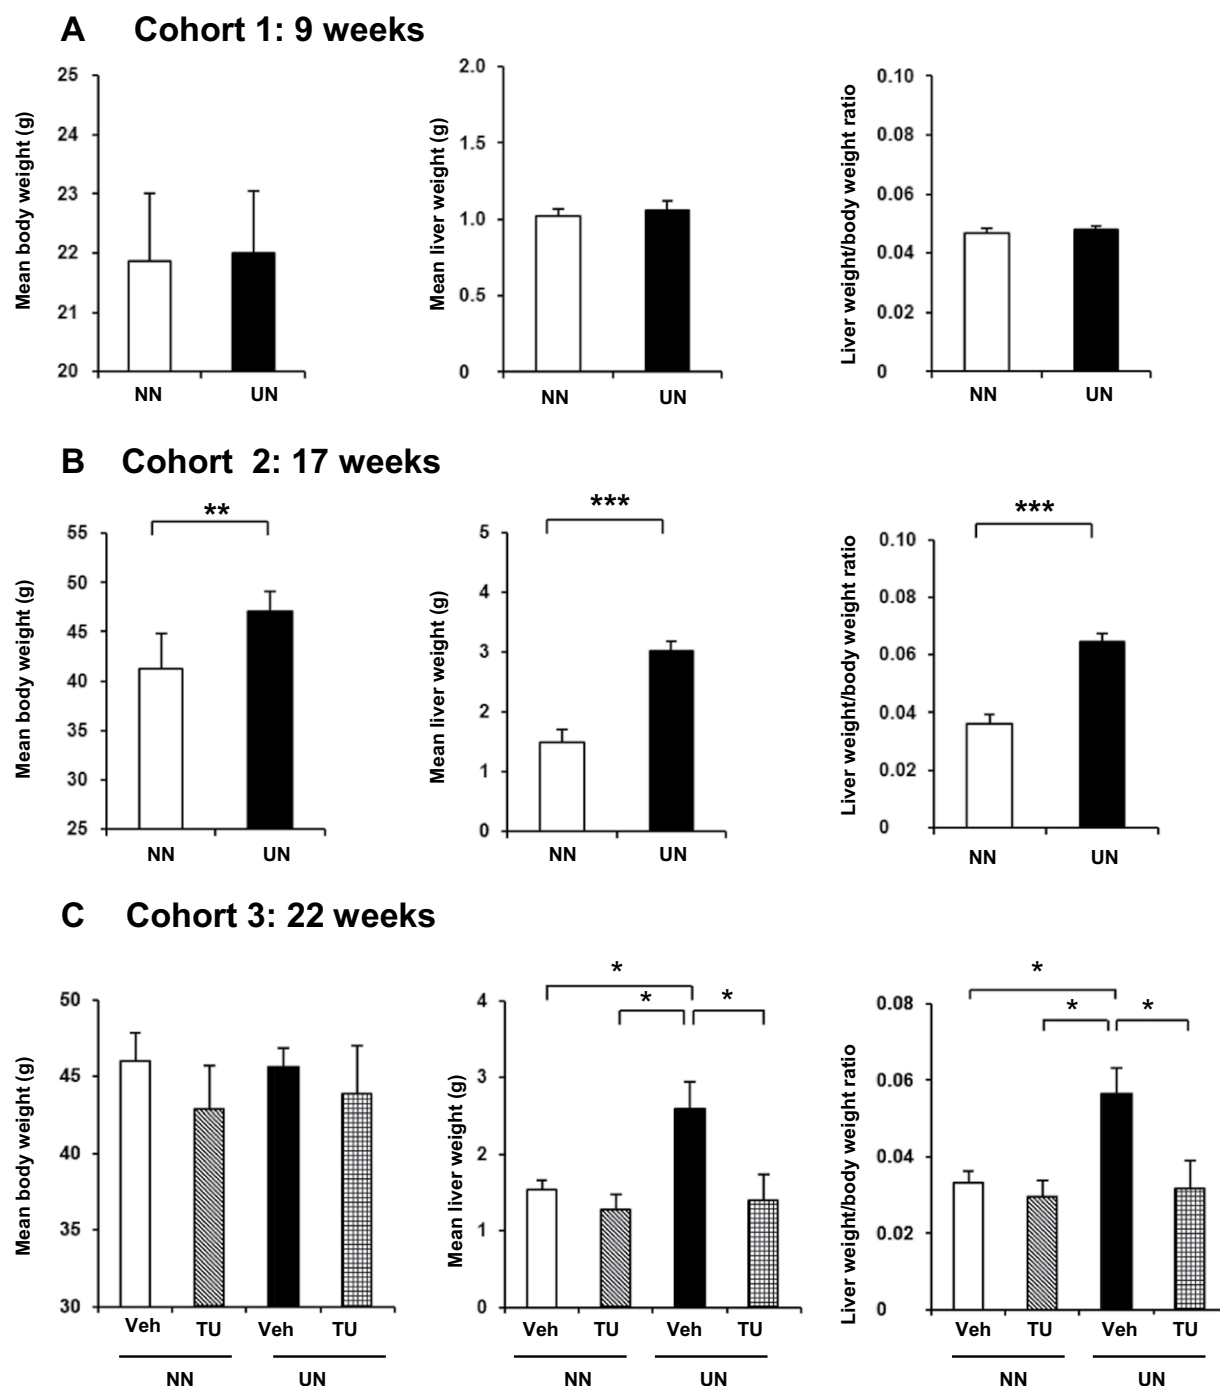 A Cohort 1: 9 weeks
Mean body weight (g)
25
24
23
22
21
20
NN UN
Mean liver weight (g)
2.0
1.5
1.0
0.5
0
NN UN
Liver weight/body weight ratio
0.10
0.08
0.06
0.04
0.02
0
NN UN
B Cohort 2: 17 weeks
Mean body weight (g)
55
50
45
40
35
30
25
**
NN UN
Mean liver weight (g)
5
4
3
2
1
0
***
NN UN
Liver weight/body weight ratio
0.10
0.08
0.06
0.04
0.02
0
***
NN UN
C Cohort 3: 22 weeks
Mean body weight (g)
50
45
40
35
30
Veh TU Veh TU
NN UN
Mean liver weight (g)
4
3
2
1
0
*
* *
Veh TU Veh TU
NN UN
Liver weight/body weight ratio
0.08
0.06
0.04
0.02
0
*
* *
Veh TU Veh TU
NN UN